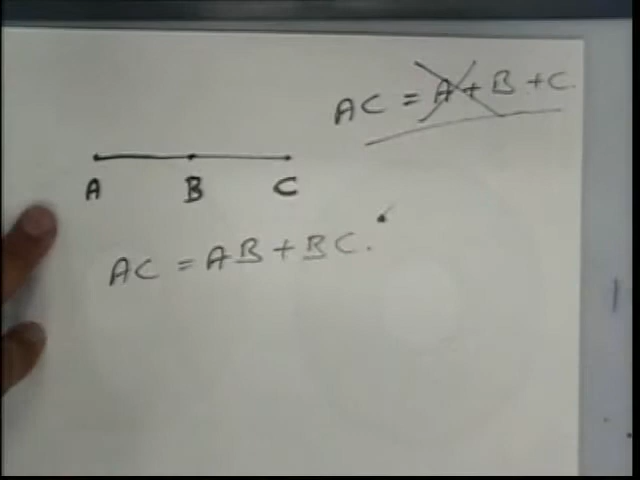 AC = A + B + C.
A B C
AC = AB + BC.